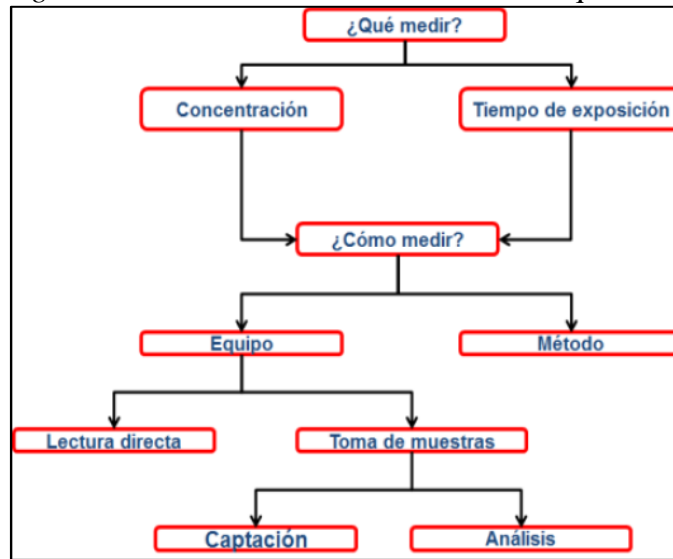 ¿Qué medir?
Concentración
Tiempo de exposición
¿Cómo medir?
Equipo
Método
Lectura directa
Toma de muestras
Captación
Análisis